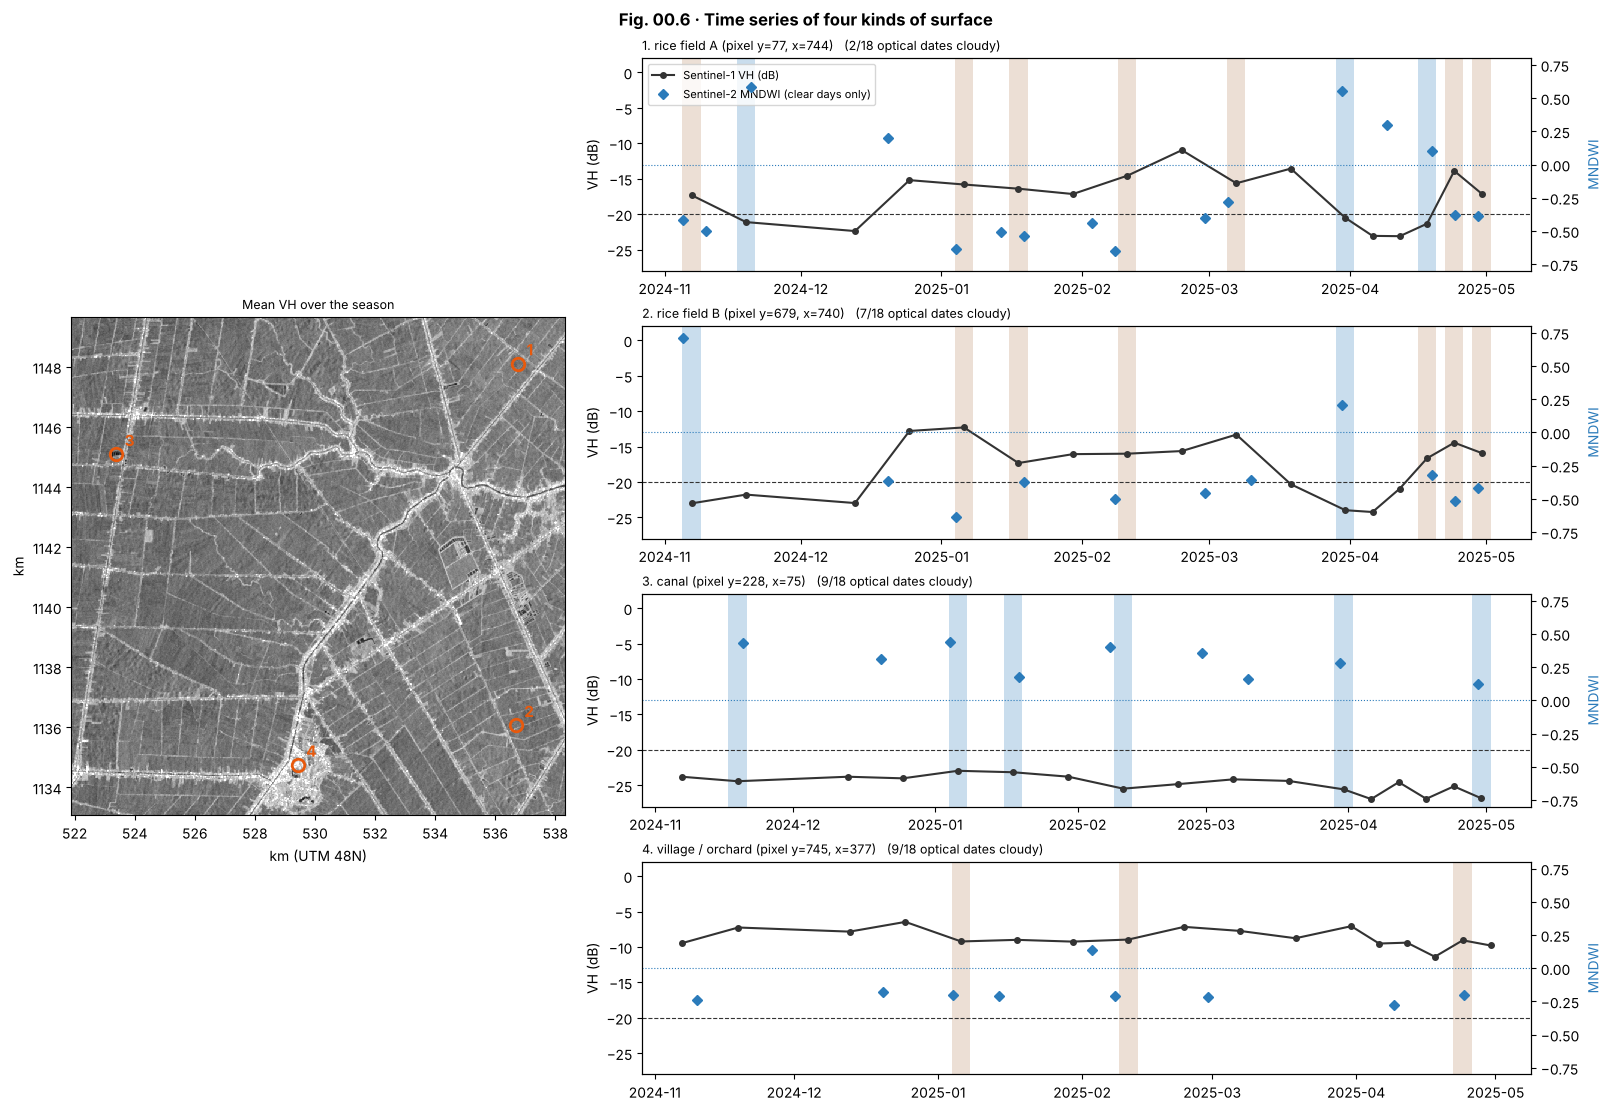 Fig. 00.6 · Time series of four kinds of surface
Mean VH over the season
1148
1146
1144
1142
1140
1138
1136
1134
km
522 524 526 528 530 532 534 536 538
km (UTM 48N)
1
2
3
4
1. rice field A (pixel y=77, x=744)   (2/18 optical dates cloudy)
Sentinel-1 VH (dB)
Sentinel-2 MNDWI (clear days only)
0
−5
−10
−15
−20
−25
VH (dB)
0.75
0.50
0.25
0.00
−0.25
−0.50
−0.75
MNDWI
2024-11 2024-12 2025-01 2025-02 2025-03 2025-04 2025-05
2. rice field B (pixel y=679, x=740)   (7/18 optical dates cloudy)
0
−5
−10
−15
−20
−25
VH (dB)
0.75
0.50
0.25
0.00
−0.25
−0.50
−0.75
MNDWI
2024-11 2024-12 2025-01 2025-02 2025-03 2025-04 2025-05
3. canal (pixel y=228, x=75)   (9/18 optical dates cloudy)
0
−5
−10
−15
−20
−25
VH (dB)
0.75
0.50
0.25
0.00
−0.25
−0.50
−0.75
MNDWI
2024-11 2024-12 2025-01 2025-02 2025-03 2025-04 2025-05
4. village / orchard (pixel y=745, x=377)   (9/18 optical dates cloudy)
0
−5
−10
−15
−20
−25
VH (dB)
0.75
0.50
0.25
0.00
−0.25
−0.50
−0.75
MNDWI
2024-11 2024-12 2025-01 2025-02 2025-03 2025-04 2025-05